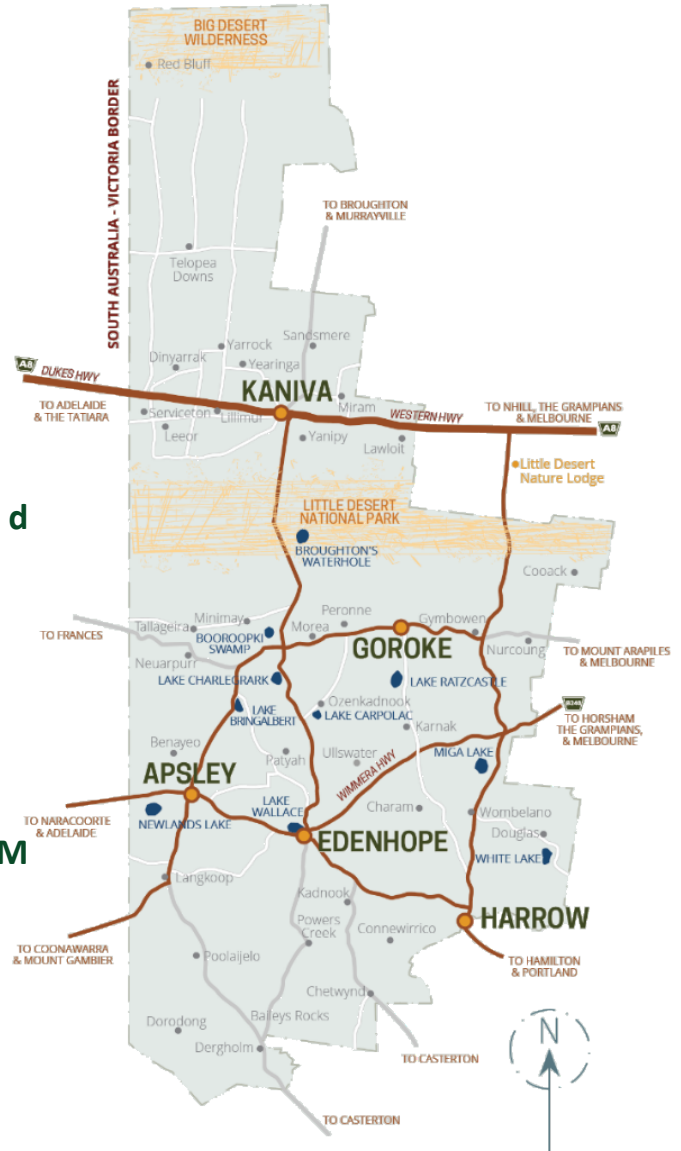 BIG DESERT
WILDERNESS
Red Bluff
SOUTH AUSTRALIA - VICTORIA BORDER
TO BROUGHTON
& MURRAYVILLE
Telopea
Downs
Sandsmere
Yarrock
Dinyarrak
Yearinga
A8
DUKES HWY
KANIVA
TO ADELAIDE
& THE TATIARA
Serviceton
Lillimur
Miram
WESTERN HWY
TO NHILL, THE GRAMPIANS
& MELBOURNE
A8
Leeor
Yanipy
Lawloit
Little Desert
Nature Lodge
LITTLE DESERT
NATIONAL PARK
d
BROUGHTON'S
WATERHOLE
Cooack
Minimay
Peronne
Tallageira
Gymbowen
TO FRANCES
BOOROOPKI
SWAMP
Morea
GOROKE
Nurcoung
TO MOUNT ARAPILES
& MELBOURNE
Neuarpurr
LAKE CHARLEGRARK
LAKE RATZCASTLE
LAKE
BRINGALBERT
Ozenkadnook
LAKE CARPOLAC
Karnak
TO HORSHAM
THE GRAMPIANS,
& MELBOURNE
Benayeo
Patyah
Ullswater
WIMMERA HWY
MIGA LAKE
APSLEY
LAKE
WALLACE
Charam
Wombelano
TO NARACOORTE
& ADELAIDE
NEWLANDS LAKE
Douglas
EDENHOPE
M
WHITE LAKE
Langkoop
Kadnook
HARROW
Powers
Creek
Connewirrico
TO COONAWARRA
& MOUNT GAMBIER
Poolaijelo
TO HAMILTON
& PORTLAND
Chetwynd
Baileys Rocks
Dorodong
Dergholm
N
TO CASTERTON
TO CASTERTON